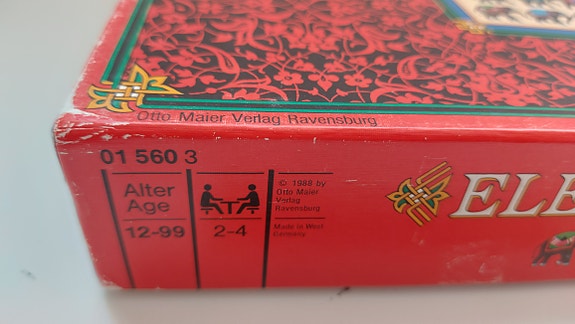 Otto Maier Verlag Ravensburg
01 560 3
Alter
Age
12-99
2-4
© 1988 by
Otto Maier
Verlag
Ravensburg
Made in West
Germany
ELE